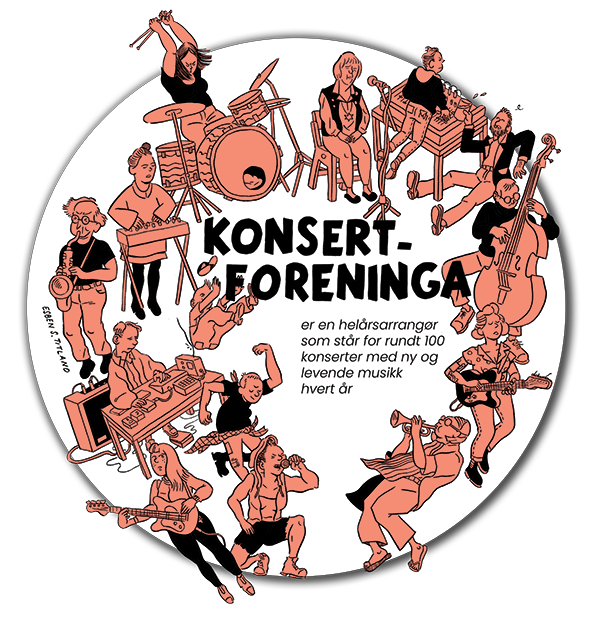 KONSERT-
FORENINGA
er en helårsarrangør
som står for rundt 100
konserter med ny og
levende musikk
hvert år
ESBEN S. TITLAND